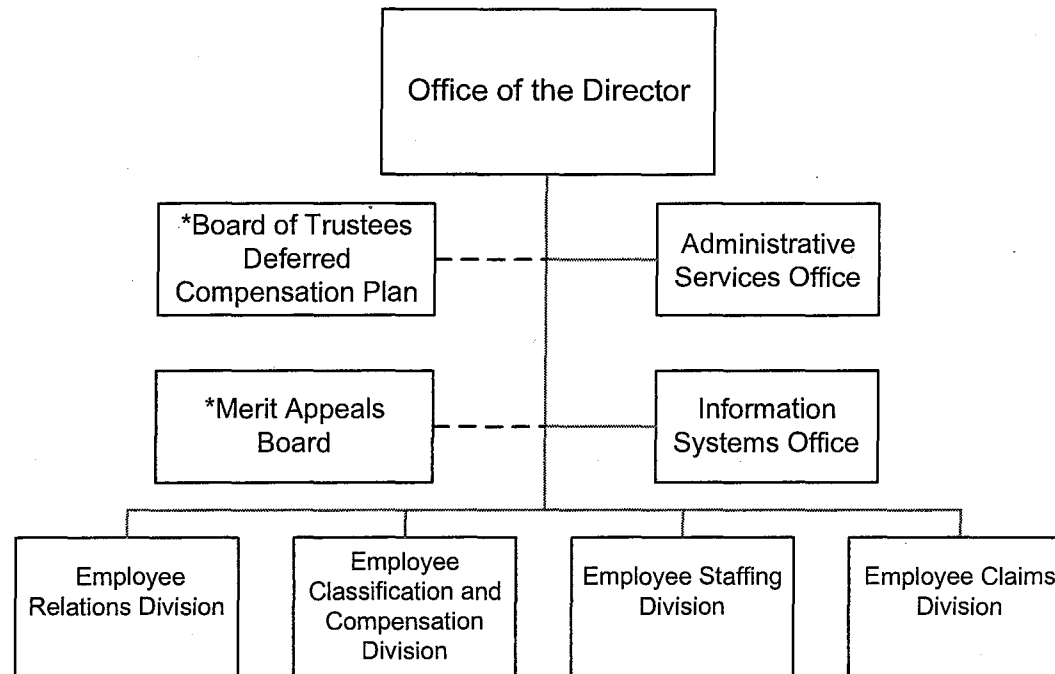 Office of the Director
*Board of Trustees
Deferred
Compensation Plan
Administrative
Services Office
*Merit Appeals
Board
Information
Systems Office
Employee
Relations Division
Employee
Classification and
Compensation
Division
Employee Staffing
Division
Employee Claims
Division